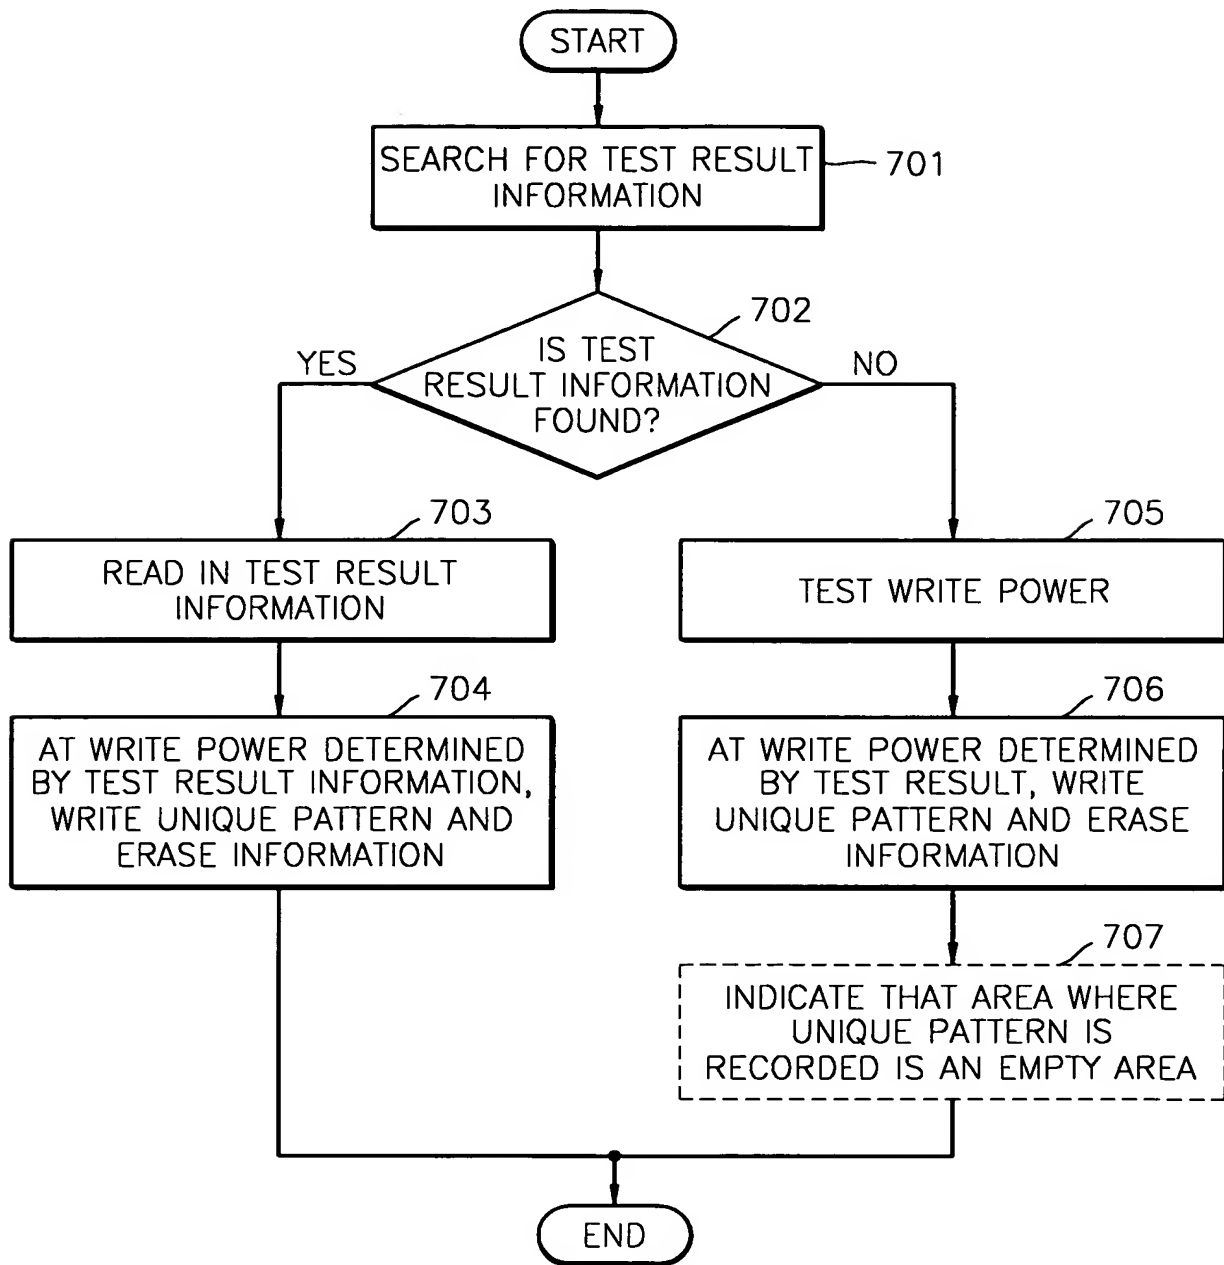 START
SEARCH FOR TEST RESULT
INFORMATION
701
702
IS TEST
RESULT INFORMATION
FOUND?
YES
NO
703
READ IN TEST RESULT
INFORMATION
705
TEST WRITE POWER
704
AT WRITE POWER DETERMINED
BY TEST RESULT INFORMATION,
WRITE UNIQUE PATTERN AND
ERASE INFORMATION
706
AT WRITE POWER DETERMINED
BY TEST RESULT, WRITE
UNIQUE PATTERN AND ERASE
INFORMATION
707
INDICATE THAT AREA WHERE
UNIQUE PATTERN IS
RECORDED IS AN EMPTY AREA
END